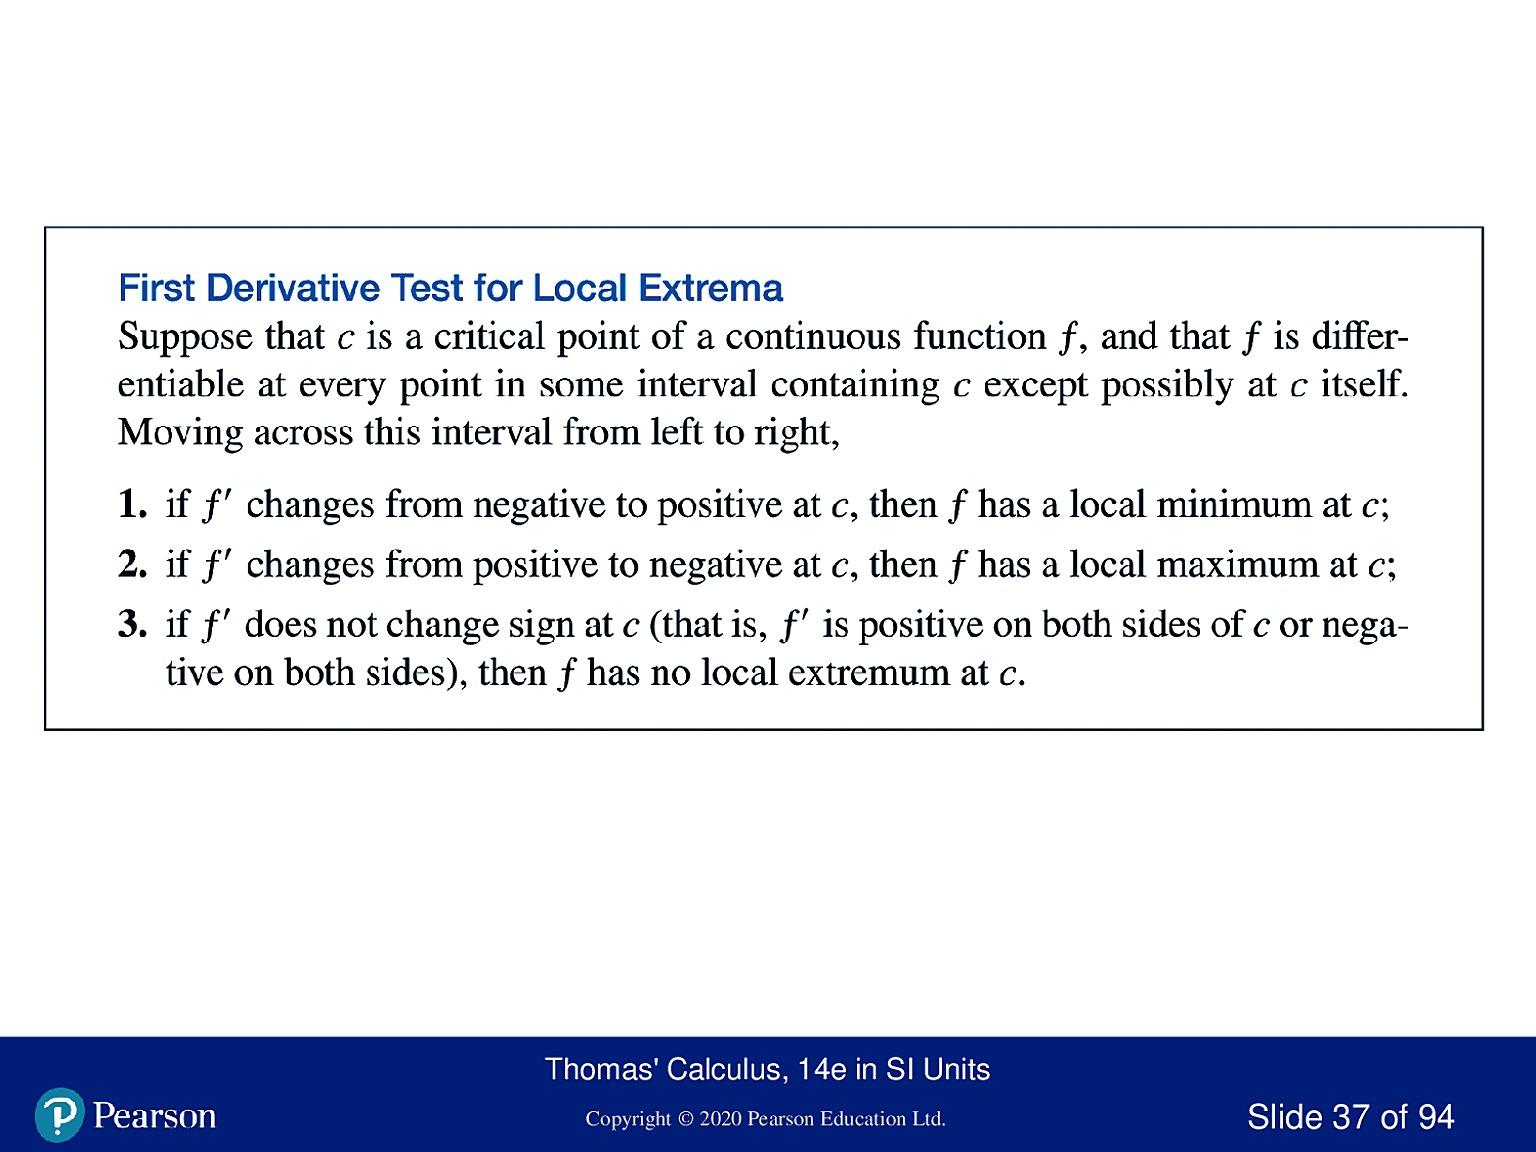 First Derivative Test for Local Extrema
Suppose that c is a critical point of a continuous function f, and that f is differ-
entiable at every point in some interval containing c except possibly at c itself.
Moving across this interval from left to right,
1. if f′ changes from negative to positive at c, then f has a local minimum at c;
2. if f′ changes from positive to negative at c, then f has a local maximum at c;
3. if f′ does not change sign at c (that is, f′ is positive on both sides of c or nega-
tive on both sides), then f has no local extremum at c.
Thomas' Calculus, 14e in SI Units
Pearson
Copyright © 2020 Pearson Education Ltd.
Slide 37 of 94